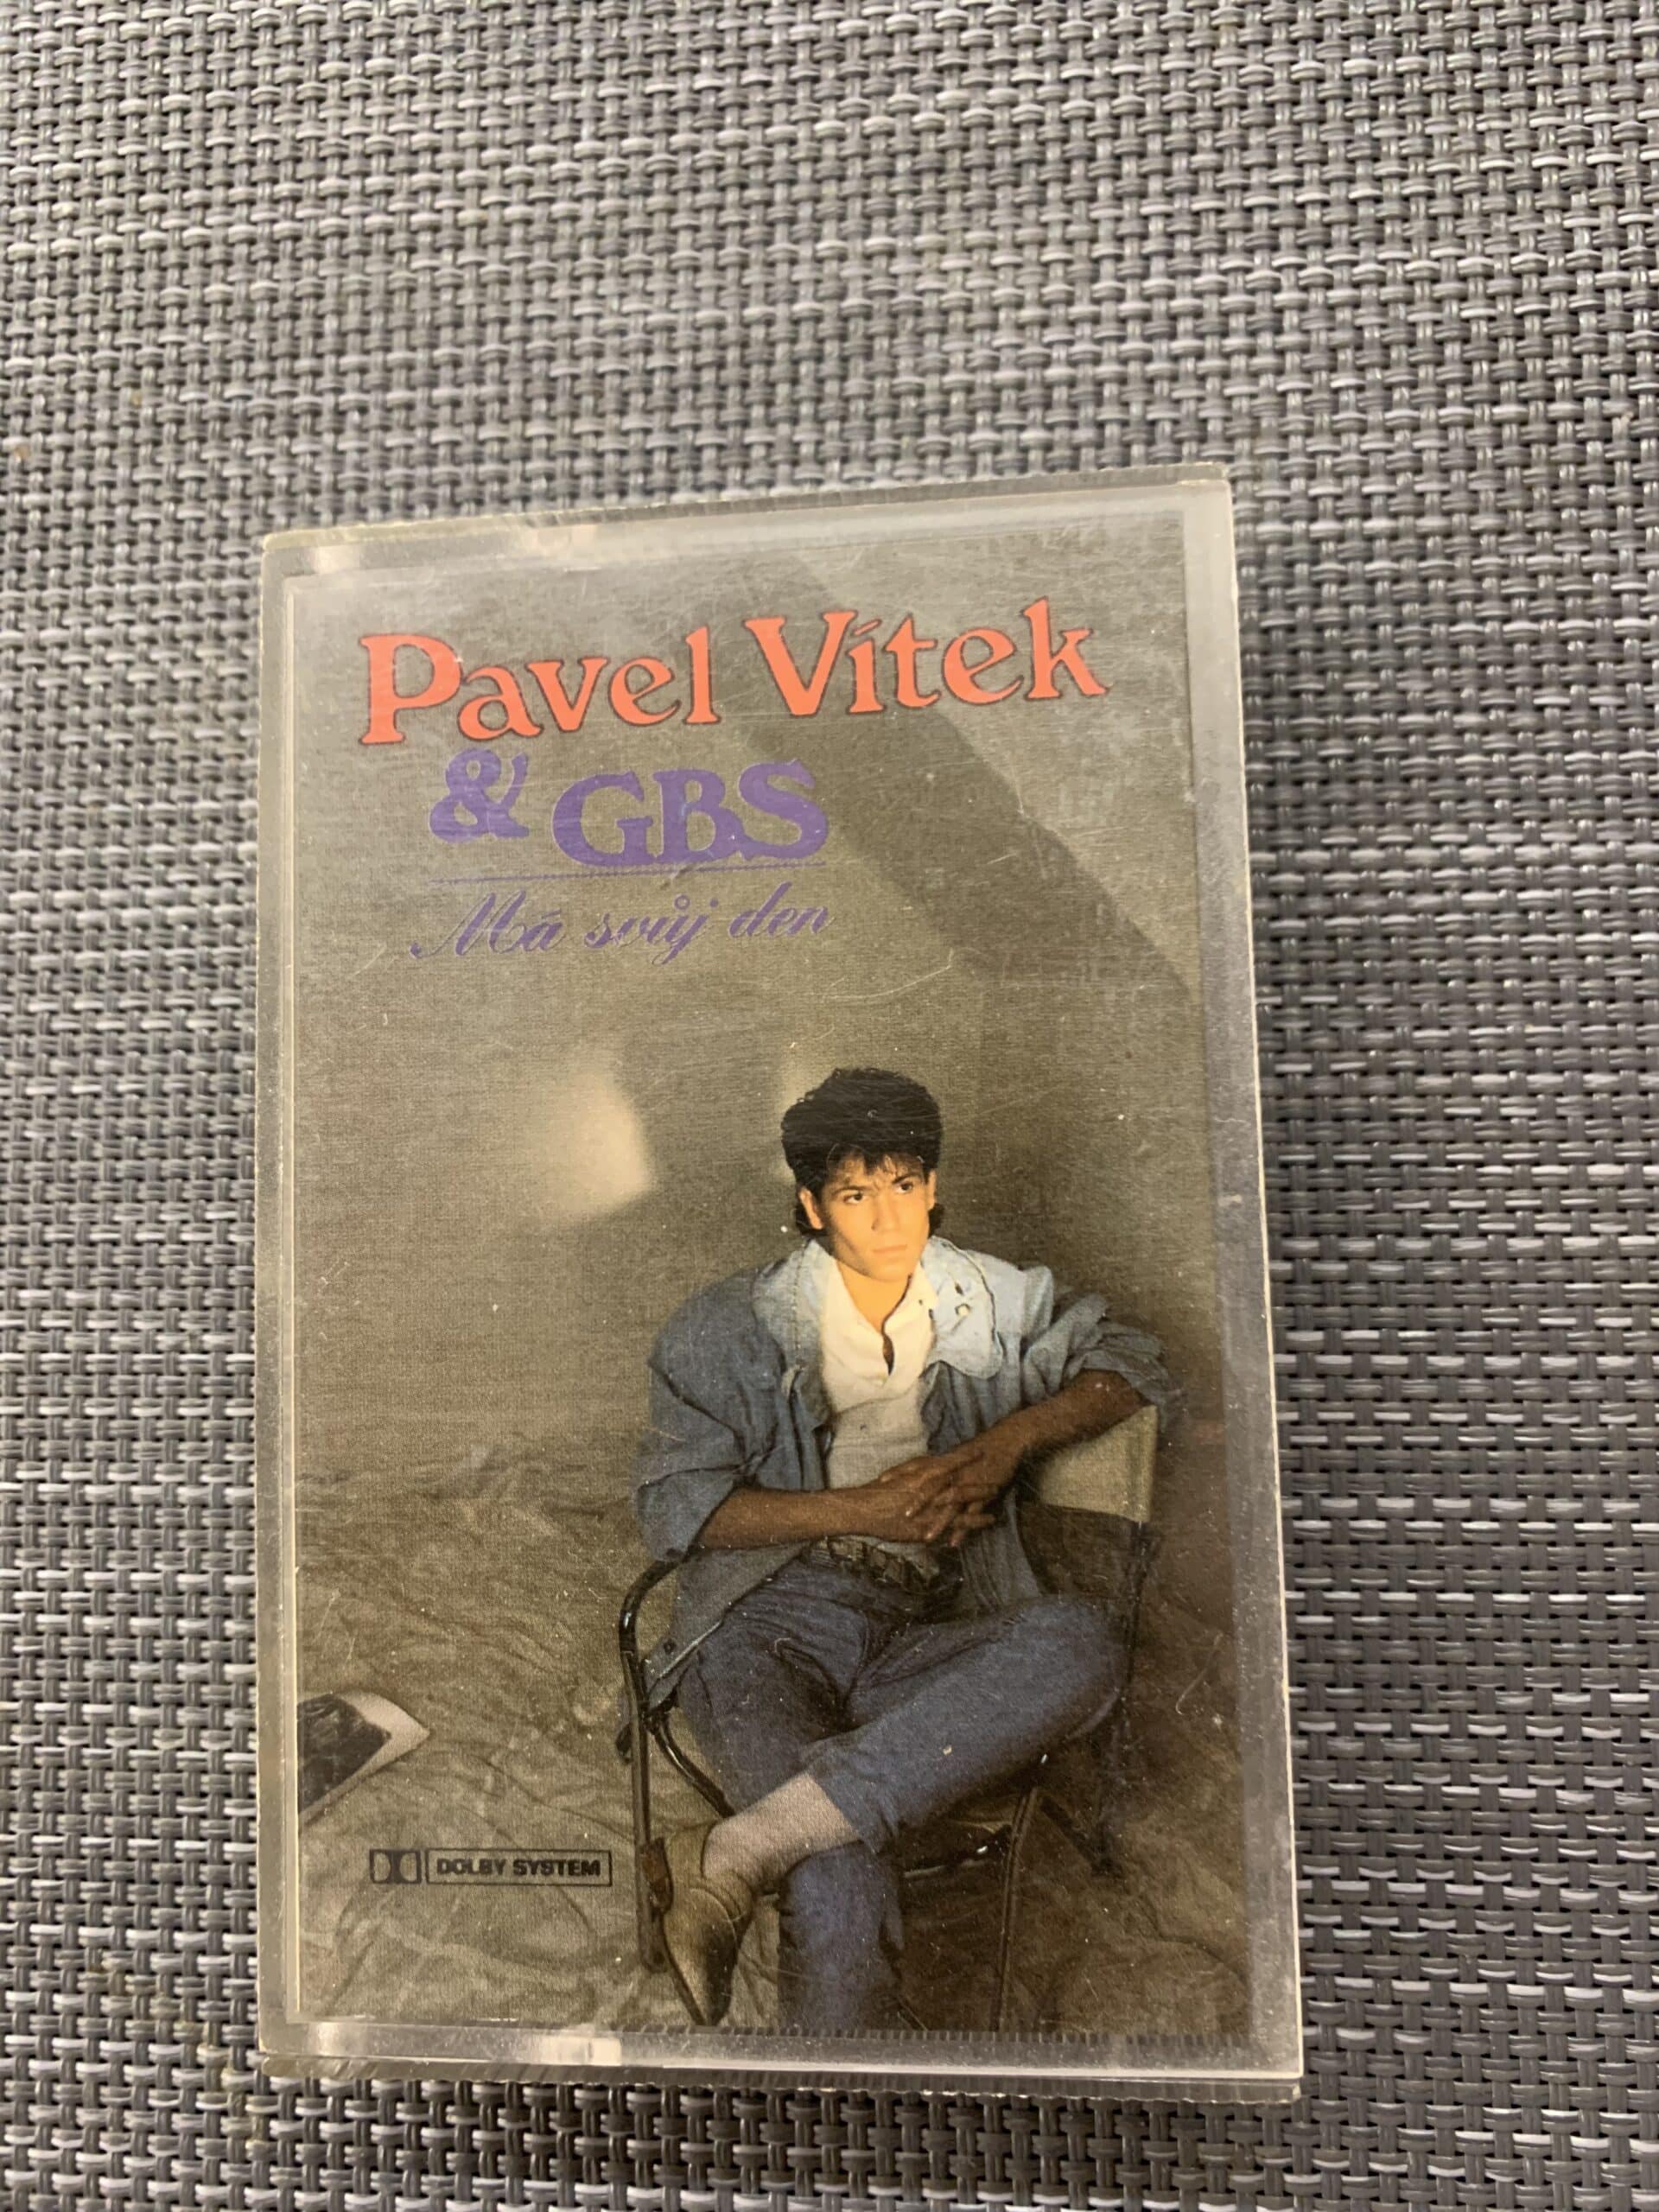 Pavel Vítek
& GBS
Má svůj den
DOLBY SYSTEM